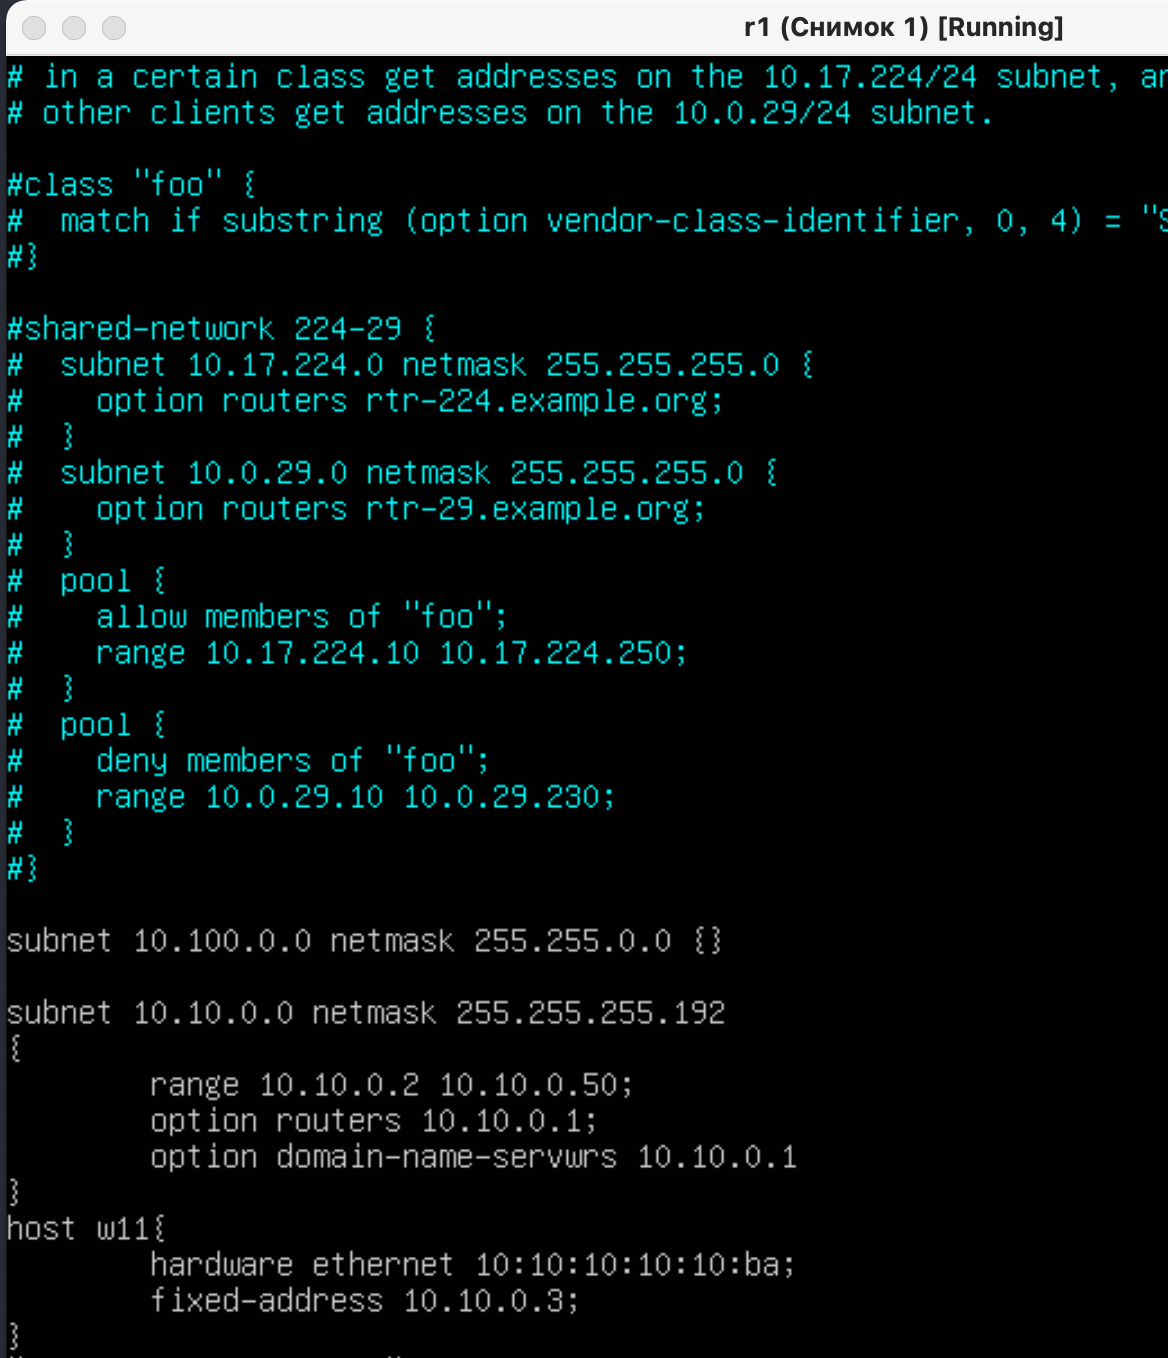 r1 (Снимок 1) [Running]
# in a certain class get addresses on the 10.17.224/24 subnet,
# other clients get addresses on the 10.0.29/24 subnet.
#class "foo" {
#  match if substring (option vendor-class-identifier, 0, 4) =
#}
#shared-network 224-29 {
#  subnet 10.17.224.0 netmask 255.255.255.0 {
#    option routers rtr-224.example.org;
#  }
#  subnet 10.0.29.0 netmask 255.255.255.0 {
#    option routers rtr-29.example.org;
#  }
#  pool {
#    allow members of "foo";
#    range 10.17.224.10 10.17.224.250;
#  }
#  pool {
#    deny members of "foo";
#    range 10.0.29.10 10.0.29.230;
#  }
#}
subnet 10.100.0.0 netmask 255.255.0.0 {}
subnet 10.10.0.0 netmask 255.255.255.192
{
        range 10.10.0.2 10.10.0.50;
        option routers 10.10.0.1;
        option domain-name-servwrs 10.10.0.1
}
host w11{
        hardware ethernet 10:10:10:10:10:ba;
        fixed-address 10.10.0.3;
}